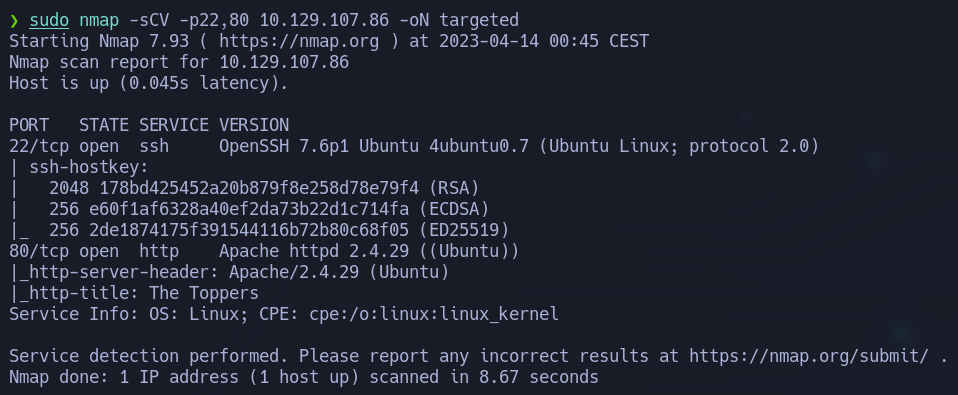 ❯ sudo nmap -sCV -p22,80 10.129.107.86 -oN targeted
Starting Nmap 7.93 ( https://nmap.org ) at 2023-04-14 00:45 CEST
Nmap scan report for 10.129.107.86
Host is up (0.045s latency).

PORT   STATE SERVICE VERSION
22/tcp open  ssh     OpenSSH 7.6p1 Ubuntu 4ubuntu0.7 (Ubuntu Linux; protocol 2.0)
| ssh-hostkey:
|   2048 178bd425452a20b879f8e258d78e79f4 (RSA)
|   256 e60f1af6328a40ef2da73b22d1c714fa (ECDSA)
|_  256 2de1874175f391544116b72b80c68f05 (ED25519)
80/tcp open  http    Apache httpd 2.4.29 ((Ubuntu))
|_http-server-header: Apache/2.4.29 (Ubuntu)
|_http-title: The Toppers
Service Info: OS: Linux; CPE: cpe:/o:linux:linux_kernel

Service detection performed. Please report any incorrect results at https://nmap.org/submit/ .
Nmap done: 1 IP address (1 host up) scanned in 8.67 seconds